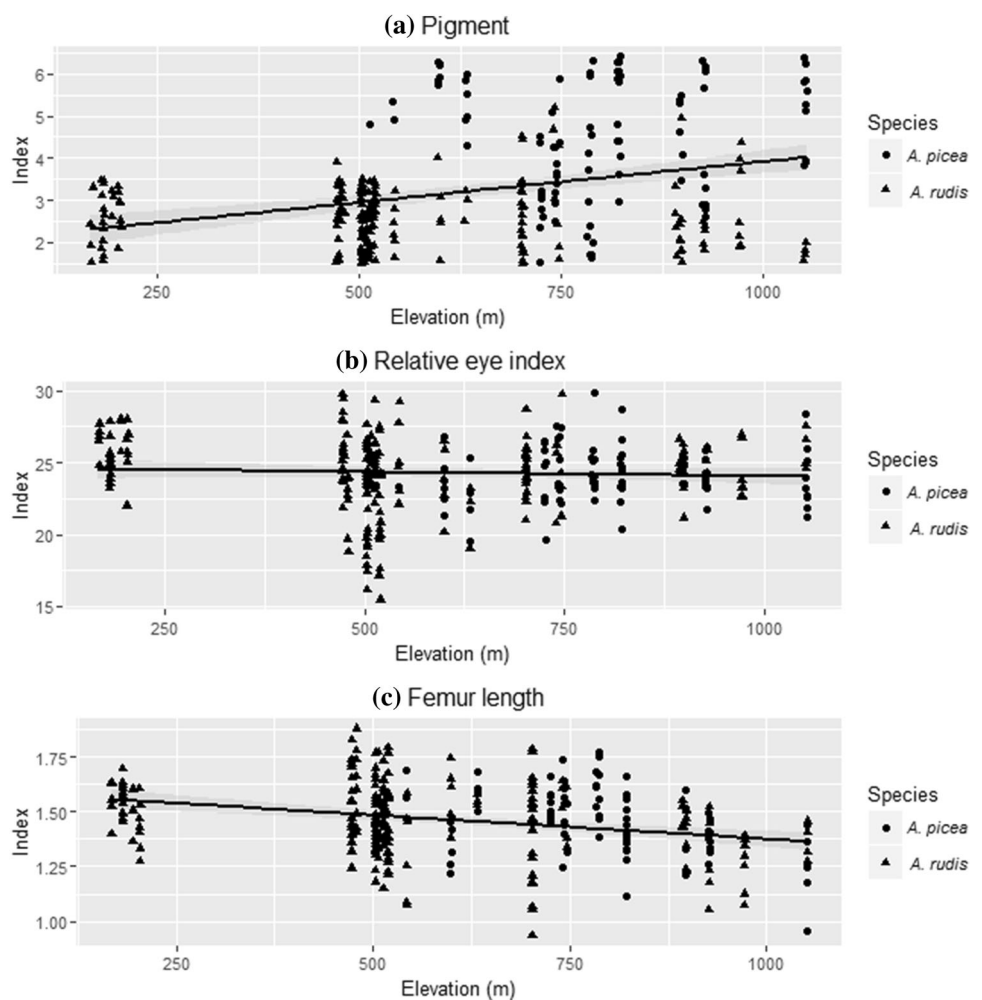 (a) Pigment
Index
6
5
4
3
2
250 500 750 1000
Elevation (m)
Species
A. picea
A. rudis
(b) Relative eye index
Index
30
25
20
15
250 500 750 1000
Elevation (m)
Species
A. picea
A. rudis
(c) Femur length
Index
1.75
1.50
1.25
1.00
250 500 750 1000
Elevation (m)
Species
A. picea
A. rudis